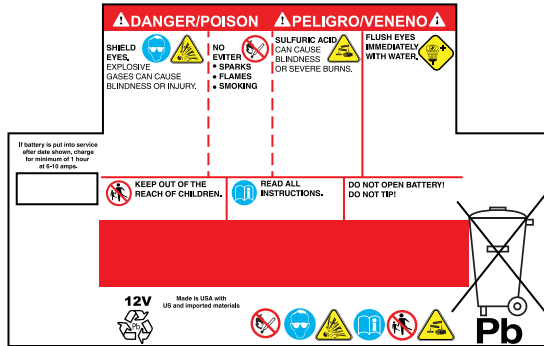 DANGER/POISON PELIGRO/VENENO
SHIELD
EYES.
EXPLOSIVE
GASES CAN CAUSE
BLINDNESS OR INJURY.
NO
EVITER
• SPARKS
• FLAMES
• SMOKING
SULFURIC ACID
CAN CAUSE
BLINDNESS
OR SEVERE BURNS.
FLUSH EYES
IMMEDIATELY
WITH WATER.
If battery is put into service
after date shown, charge
for minimum of 1 hour
at 6-10 amps.
KEEP OUT OF THE
REACH OF CHILDREN.
READ ALL
INSTRUCTIONS.
DO NOT OPEN BATTERY!
DO NOT TIP!
12V
Pb
Made is USA with
US and imported materials
Pb